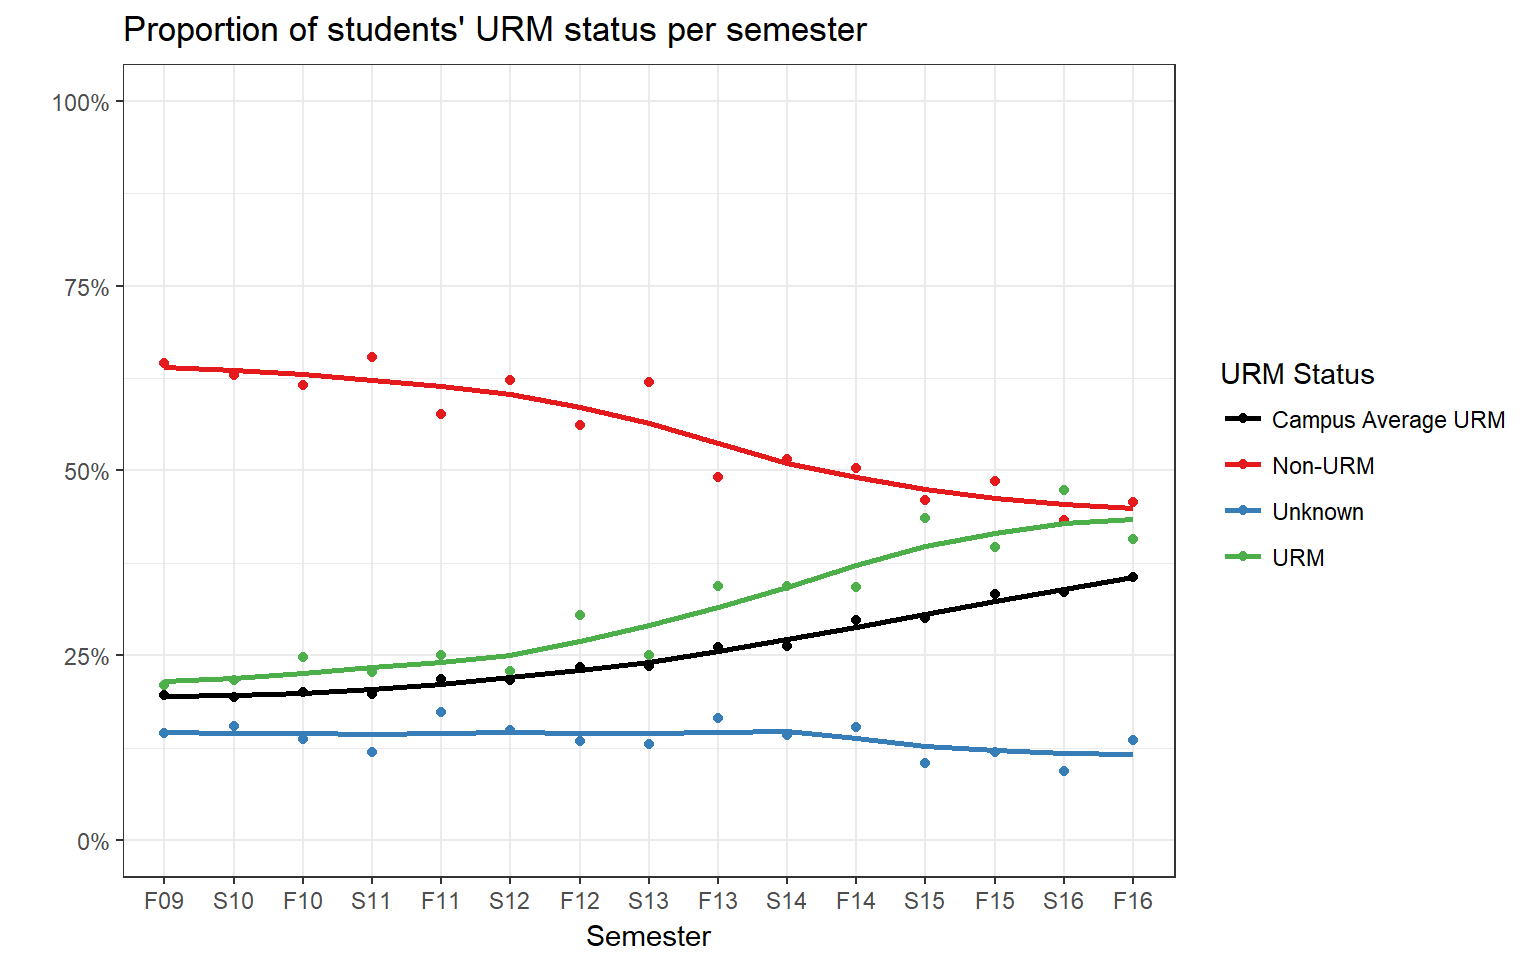 Proportion of students' URM status per semester
100%
75%
50%
25%
0%
F09 S10 F10 S11 F11 S12 F12 S13 F13 S14 F14 S15 F15 S16 F16
Semester
URM Status
Campus Average URM
Non-URM
Unknown
URM